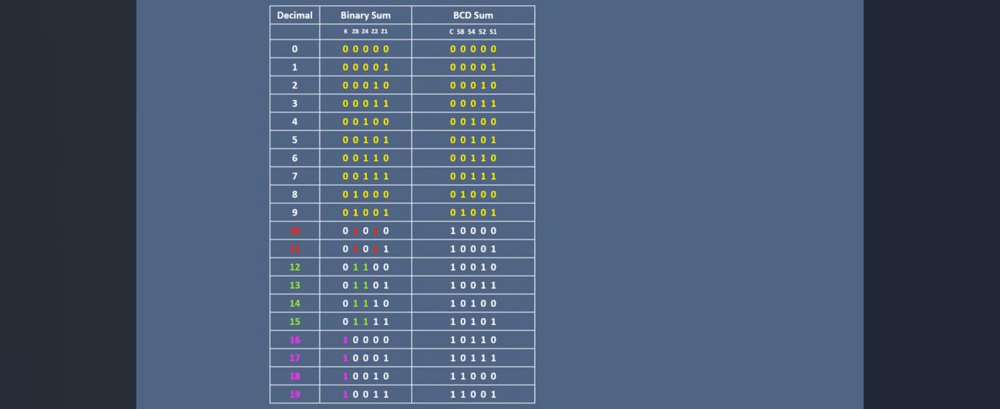 Decimal Binary Sum BCD Sum
K Z8 Z4 Z2 Z1 C S8 S4 S2 S1
0 0 0 0 0 0 0 0 0 0 0
1 0 0 0 0 1 0 0 0 0 1
2 0 0 0 1 0 0 0 0 1 0
3 0 0 0 1 1 0 0 0 1 1
4 0 0 1 0 0 0 0 1 0 0
5 0 0 1 0 1 0 0 1 0 1
6 0 0 1 1 0 0 0 1 1 0
7 0 0 1 1 1 0 0 1 1 1
8 0 1 0 0 0 0 1 0 0 0
9 0 1 0 0 1 0 1 0 0 1
10 0 1 0 1 0 1 0 0 0 0
11 0 1 0 1 1 1 0 0 0 1
12 0 1 1 0 0 1 0 0 1 0
13 0 1 1 0 1 1 0 0 1 1
14 0 1 1 1 0 1 0 1 0 0
15 0 1 1 1 1 1 0 1 0 1
16 1 0 0 0 0 1 0 1 1 0
17 1 0 0 0 1 1 0 1 1 1
18 1 0 0 1 0 1 1 0 0 0
19 1 0 0 1 1 1 1 0 0 1